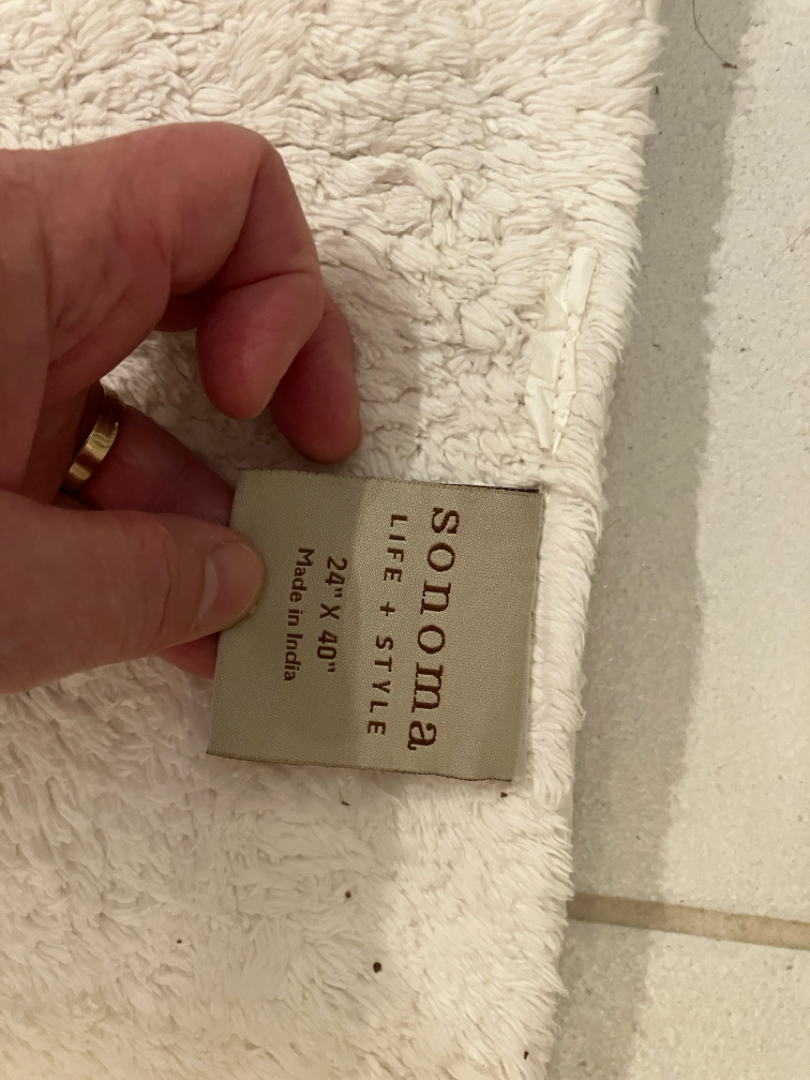 sonoma
LIFE + STYLE
24" X 40"
Made in India